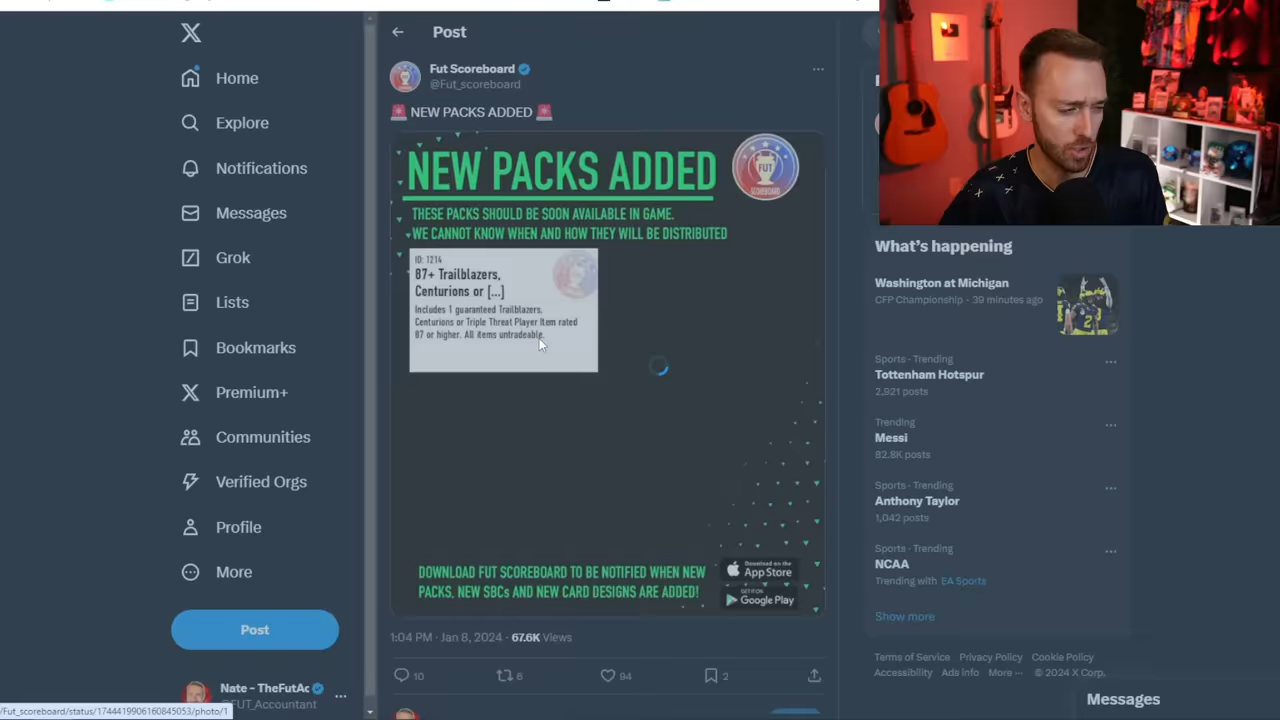 Home
Explore
Notifications
Messages
Grok
Lists
Bookmarks
Premium+
Communities
Verified Orgs
Profile
More
Post
Nate - TheFutAc
FUT_Accountant
/Fut_scoreboard/status/1744419906160845053/photo/1
Post
Fut Scoreboard
@Fut_scoreboard
NEW PACKS ADDED
NEW PACKS ADDED
FUT
SCOREBOARD
THESE PACKS SHOULD BE SOON AVAILABLE IN GAME.
WE CANNOT KNOW WHEN AND HOW THEY WILL BE DISTRIBUTED
ID: 1214
87+ Trailblazers,
Centurions or [...]
Includes 1 guaranteed Trailblazers,
Centurions or Triple Threat Player Item rated
87 or higher. All items untradeable.
DOWNLOAD FUT SCOREBOARD TO BE NOTIFIED WHEN NEW
PACKS, NEW SBCs AND NEW CARD DESIGNS ARE ADDED!
Download on the
App Store
GET IT ON
Google Play
1:04 PM · Jan 8, 2024 · 67.6K Views
10
8
94
2
What's happening
Washington at Michigan
CFP Championship · 39 minutes ago
Sports · Trending
Tottenham Hotspur
2,921 posts
Trending
Messi
82.8K posts
Sports · Trending
Anthony Taylor
1,042 posts
Sports · Trending
NCAA
Trending with EA Sports
Show more
Terms of Service Privacy Policy Cookie Policy
Accessibility Ads info More ··· © 2024 X Corp.
Messages